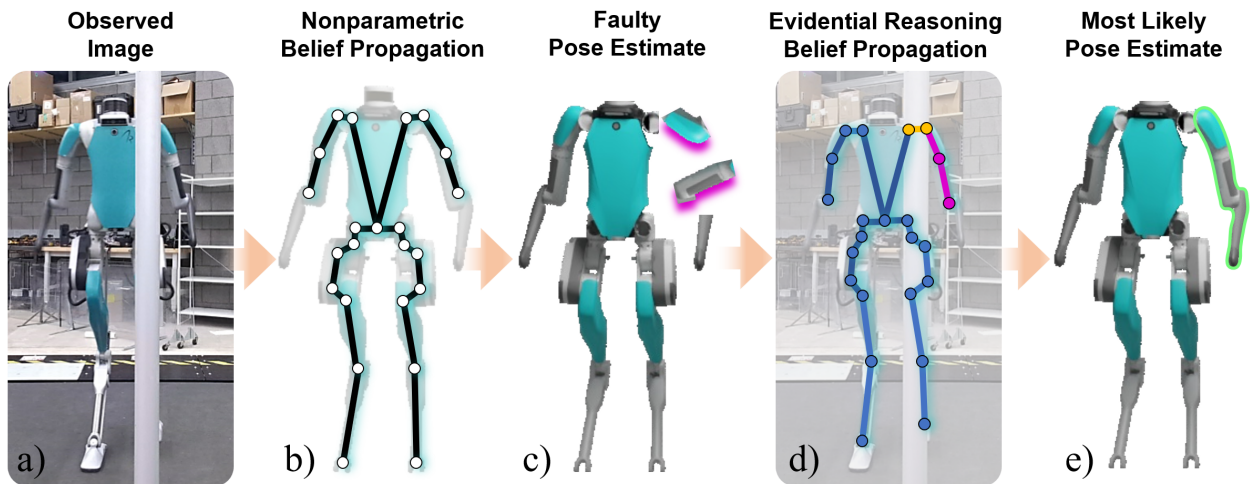 Observed
Image
Nonparametric
Belief Propagation
Faulty
Pose Estimate
Evidential Reasoning
Belief Propagation
Most Likely
Pose Estimate
a)
b)
c)
d)
e)